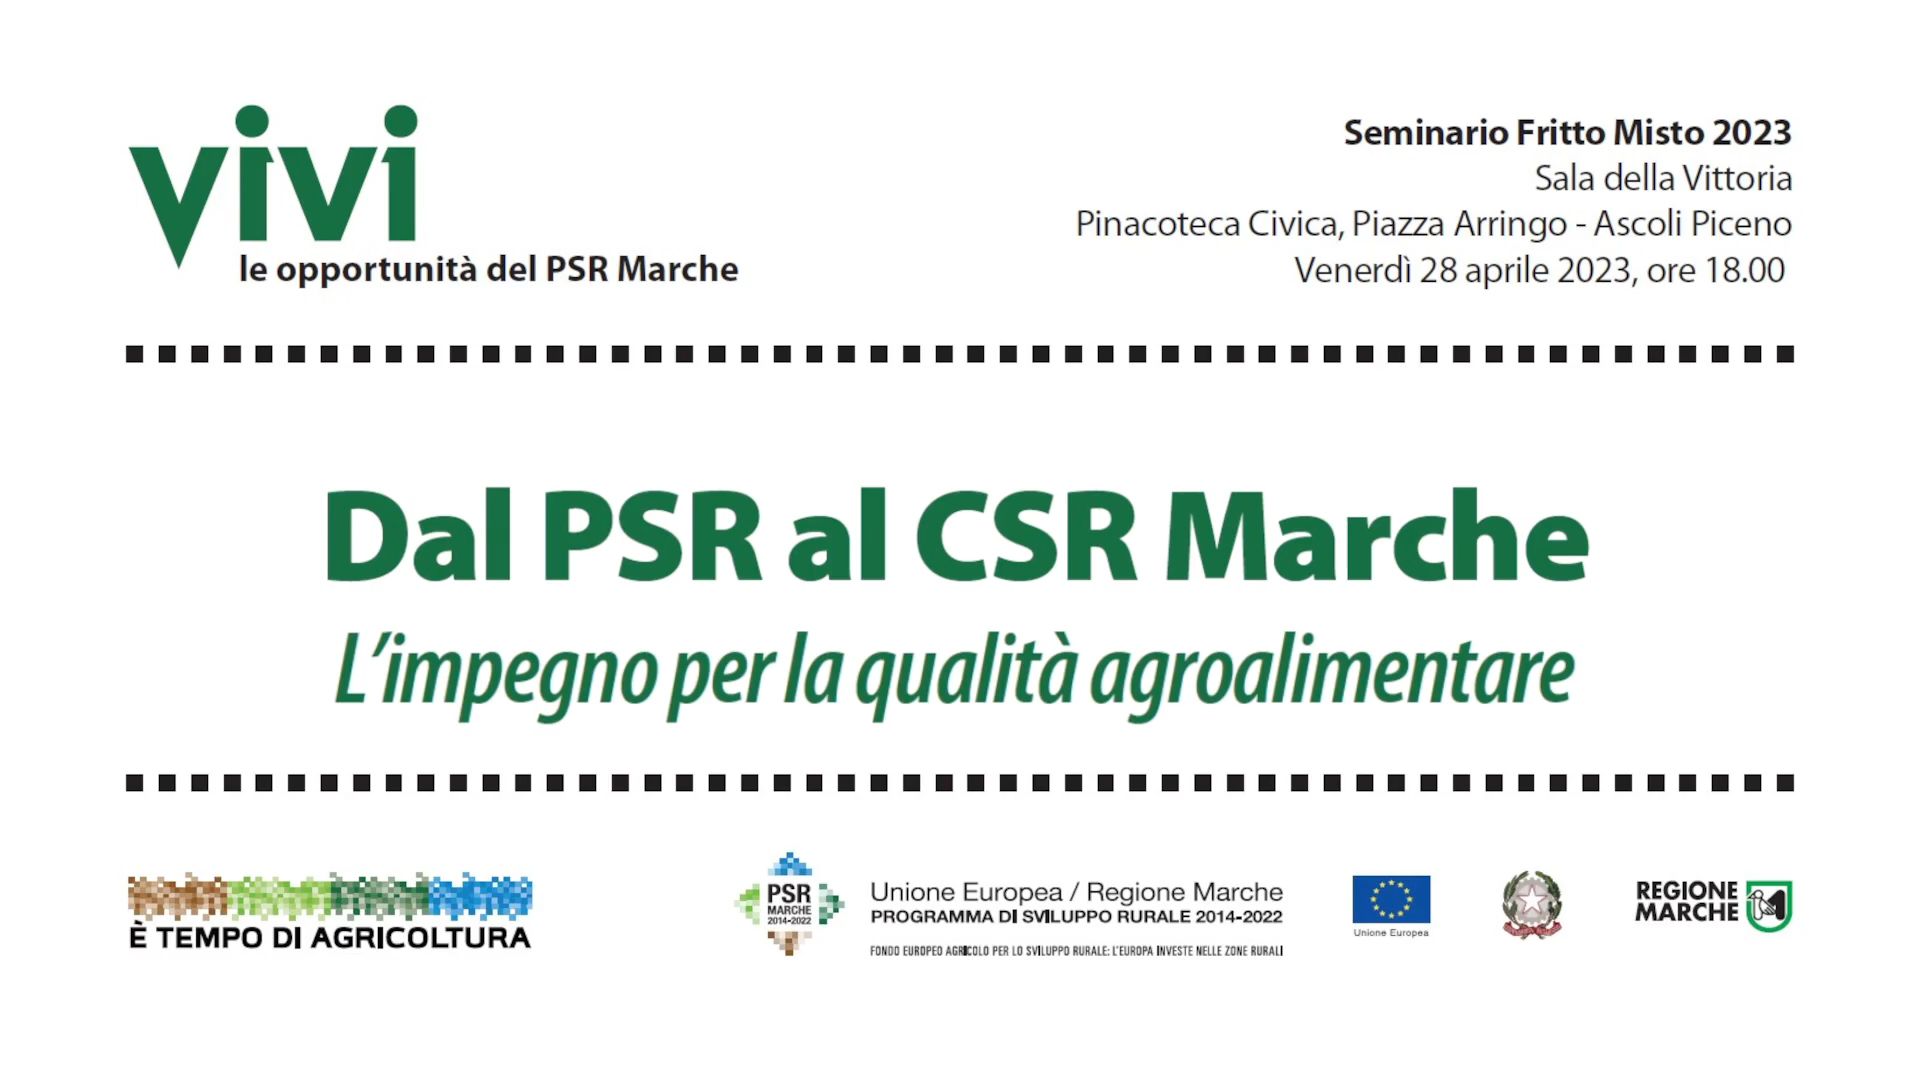 vivi
le opportunità del PSR Marche
Seminario Fritto Misto 2023
Sala della Vittoria
Pinacoteca Civica, Piazza Arringo - Ascoli Piceno
Venerdì 28 aprile 2023, ore 18.00
Dal PSR al CSR Marche
L'impegno per la qualità agroalimentare
È TEMPO DI AGRICOLTURA
PSR
MARCHE
2014-2022
Unione Europea / Regione Marche
PROGRAMMA DI SVILUPPO RURALE 2014-2022
FONDO EUROPEO AGRICOLO PER LO SVILUPPO RURALE: L'EUROPA INVESTE NELLE ZONE RURALI
Unione Europea
REGIONE
MARCHE